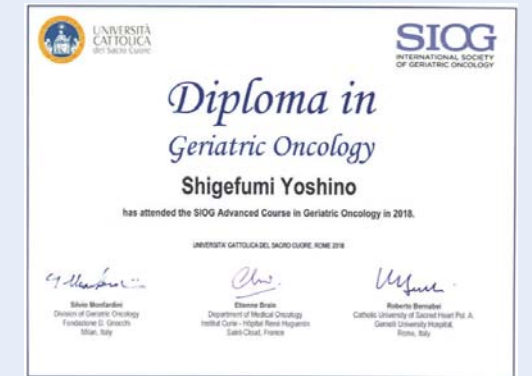 UNIVERSITÀ
CATTOLICA
del Sacro Cuore
SIOG
INTERNATIONAL SOCIETY
OF GERIATRIC ONCOLOGY
Diploma in
Geriatric Oncology
Shigefumi Yoshino
has attended the SIOG Advanced Course in Geriatric Oncology in 2018.
UNIVERSITA' CATTOLICA DEL SACRO CUORE, ROME 2018
Silvio Monfardini
Division of Geriatric Oncology
Fondazione D. Gnocchi
Milan, Italy
Etienne Brain
Department of Medical Oncology
Institut Curie - Hôpital René Huguenin
Saint-Cloud, France
Roberto Bernabei
Catholic University of Sacred Heart Pol. A.
Gemelli University Hospital,
Rome, Italy